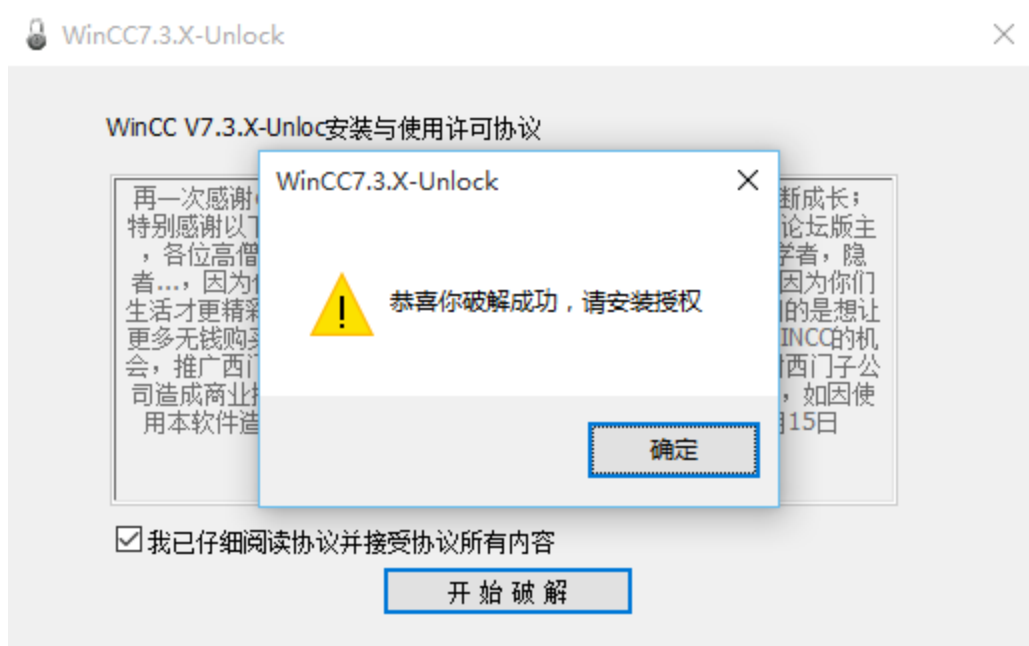 WinCC7.3.X-Unlock
WinCC V7.3.X-Unloc安装与使用许可协议
WinCC7.3.X-Unlock
再一次感谢
断成长；
特别感谢以
论坛版主
，各位高僧
学者，隐
者...，因为
因为你们
生活才更精彩
的是想让
更多无钱购
INCC的机
会，推广西门
西门子公
司造成商业
，如因使
用本软件造
15日
恭喜你破解成功，请安装授权
确定
我已仔细阅读协议并接受协议所有内容
开始破解